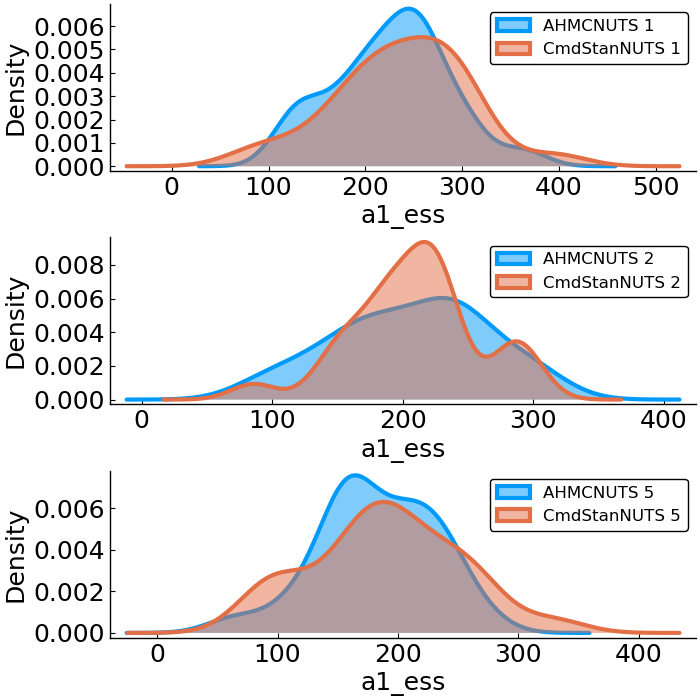 0.006
0.005
0.004
0.003
0.002
0.001
0.000
Density
AHMCNUTS 1
CmdStanNUTS 1
0 100 200 300 400 500
a1_ess
0.008
0.006
0.004
0.002
0.000
Density
AHMCNUTS 2
CmdStanNUTS 2
0 100 200 300 400
a1_ess
0.006
0.004
0.002
0.000
Density
AHMCNUTS 5
CmdStanNUTS 5
0 100 200 300 400
a1_ess